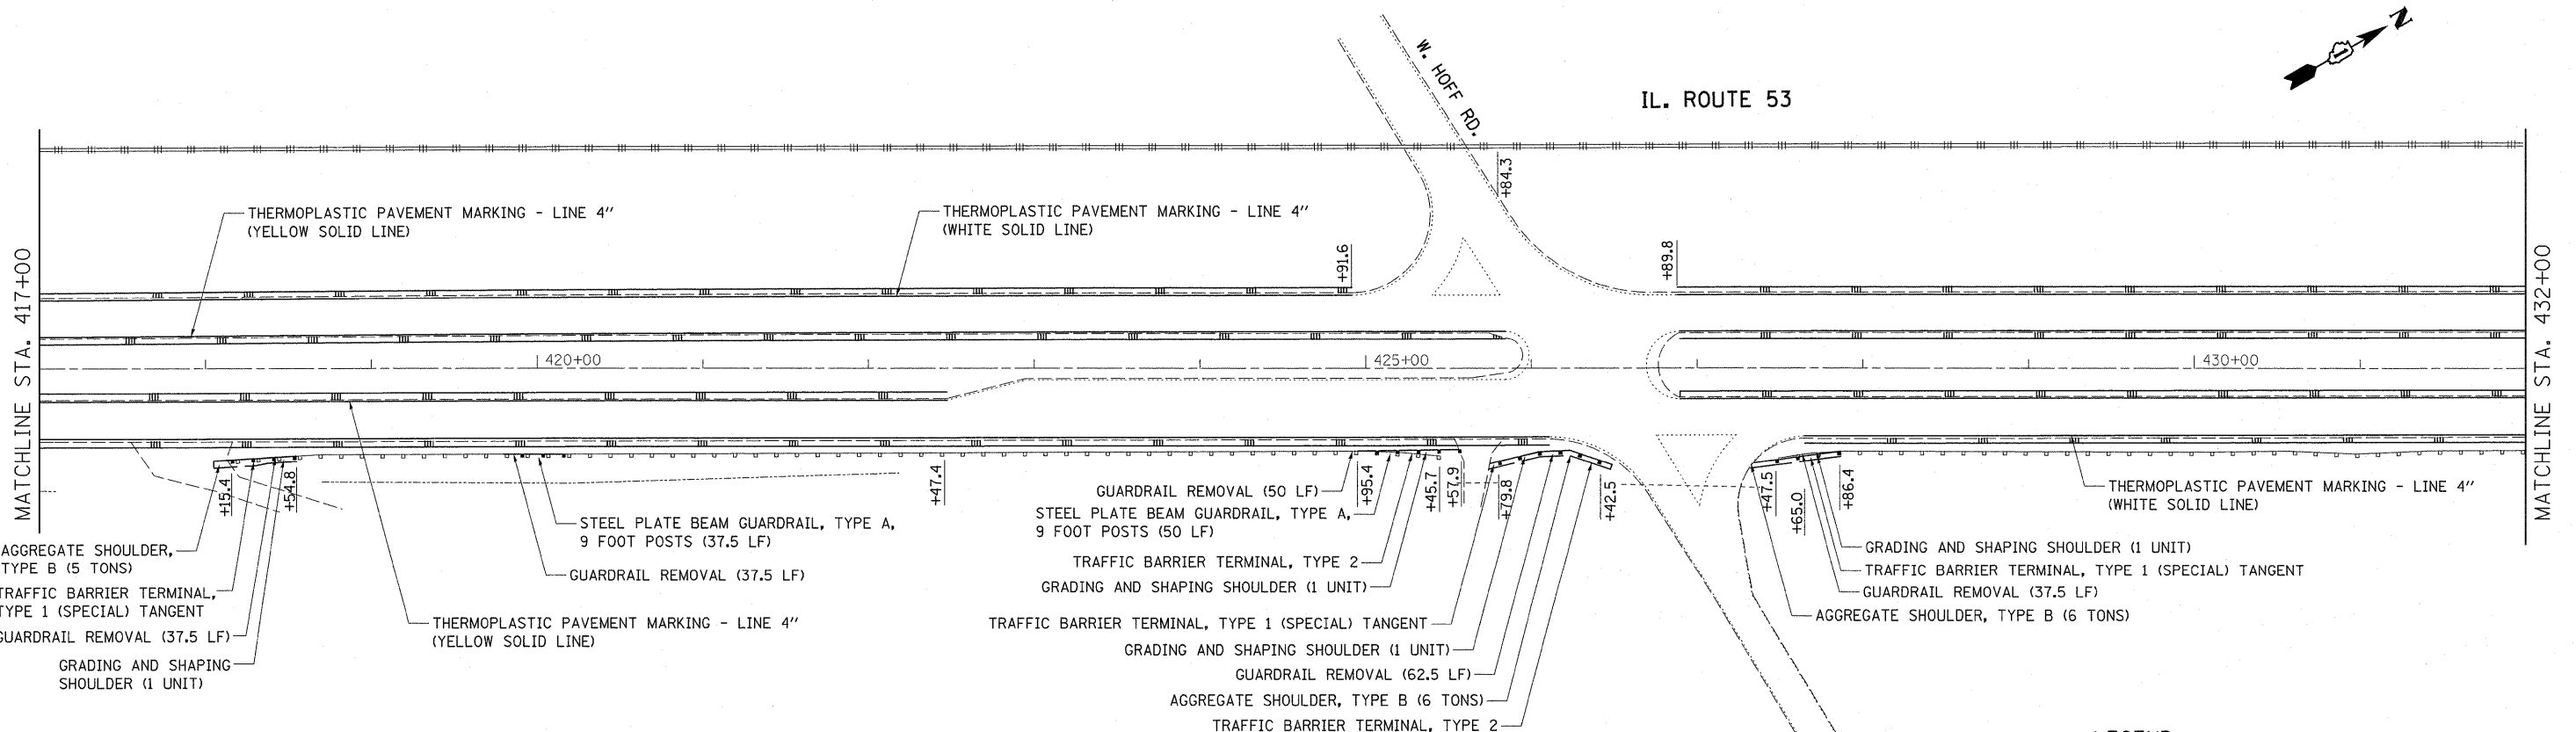 N
IL. ROUTE 53
W. HOFF RD.
+84.3
THERMOPLASTIC PAVEMENT MARKING - LINE 4"
(YELLOW SOLID LINE)
THERMOPLASTIC PAVEMENT MARKING - LINE 4"
(WHITE SOLID LINE)
+91.6
+89.8
MATCHLINE STA. 417+00
MATCHLINE STA. 432+00
420+00
425+00
430+00
+15.4
+54.8
+47.4
+95.4
+45.7
+57.9
+79.8
+42.5
+47.5
+65.0
+86.4
AGGREGATE SHOULDER,
TYPE B (5 TONS)
TRAFFIC BARRIER TERMINAL,
TYPE 1 (SPECIAL) TANGENT
GUARDRAIL REMOVAL (37.5 LF)
GRADING AND SHAPING
SHOULDER (1 UNIT)
STEEL PLATE BEAM GUARDRAIL, TYPE A,
9 FOOT POSTS (37.5 LF)
GUARDRAIL REMOVAL (37.5 LF)
THERMOPLASTIC PAVEMENT MARKING - LINE 4"
(YELLOW SOLID LINE)
GUARDRAIL REMOVAL (50 LF)
STEEL PLATE BEAM GUARDRAIL, TYPE A,
9 FOOT POSTS (50 LF)
TRAFFIC BARRIER TERMINAL, TYPE 2
GRADING AND SHAPING SHOULDER (1 UNIT)
TRAFFIC BARRIER TERMINAL, TYPE 1 (SPECIAL) TANGENT
GRADING AND SHAPING SHOULDER (1 UNIT)
GUARDRAIL REMOVAL (62.5 LF)
AGGREGATE SHOULDER, TYPE B (6 TONS)
TRAFFIC BARRIER TERMINAL, TYPE 2
THERMOPLASTIC PAVEMENT MARKING - LINE 4"
(WHITE SOLID LINE)
GRADING AND SHAPING SHOULDER (1 UNIT)
TRAFFIC BARRIER TERMINAL, TYPE 1 (SPECIAL) TANGENT
GUARDRAIL REMOVAL (37.5 LF)
AGGREGATE SHOULDER, TYPE B (6 TONS)